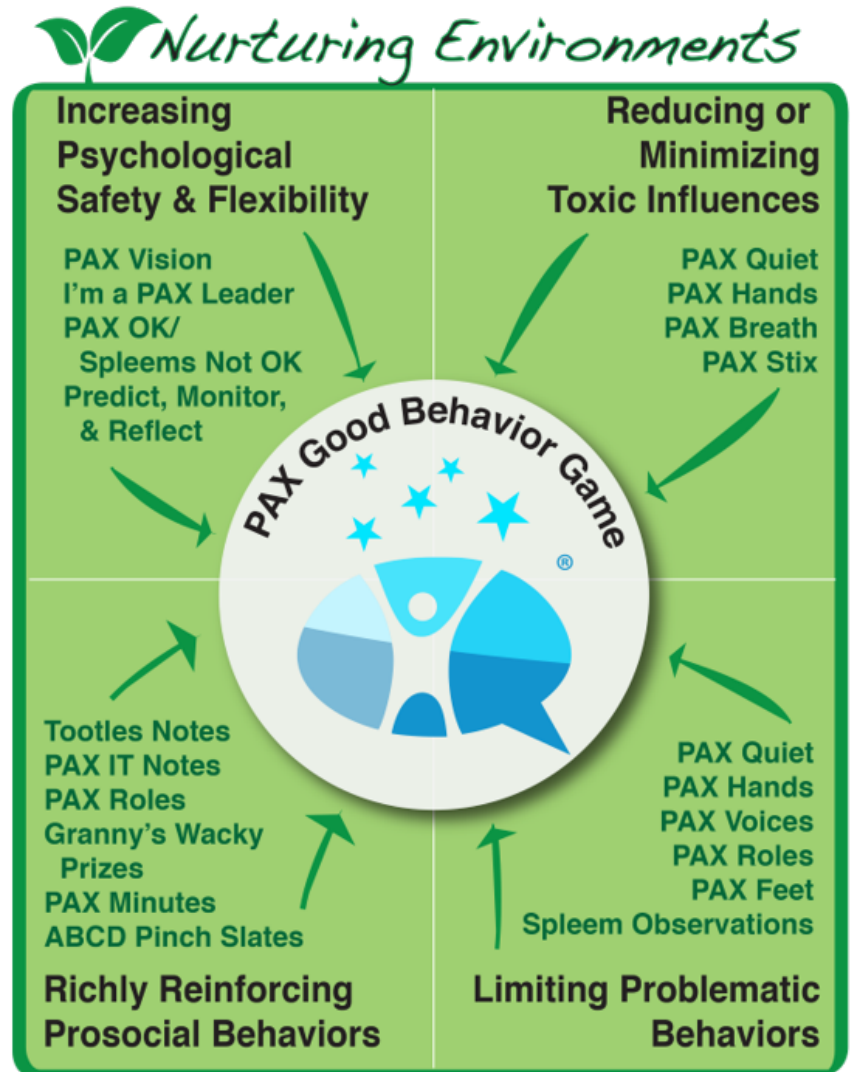 Nurturing Environments
Increasing
Psychological
Safety & Flexibility
PAX Vision
I'm a PAX Leader
PAX OK/
Spleems Not OK
Predict, Monitor,
& Reflect
Reducing or
Minimizing
Toxic Influences
PAX Quiet
PAX Hands
PAX Breath
PAX Stix
PAX Good Behavior Game
®
Tootles Notes
PAX IT Notes
PAX Roles
Granny's Wacky
Prizes
PAX Minutes
ABCD Pinch Slates
Richly Reinforcing
Prosocial Behaviors
PAX Quiet
PAX Hands
PAX Voices
PAX Roles
PAX Feet
Spleem Observations
Limiting Problematic
Behaviors